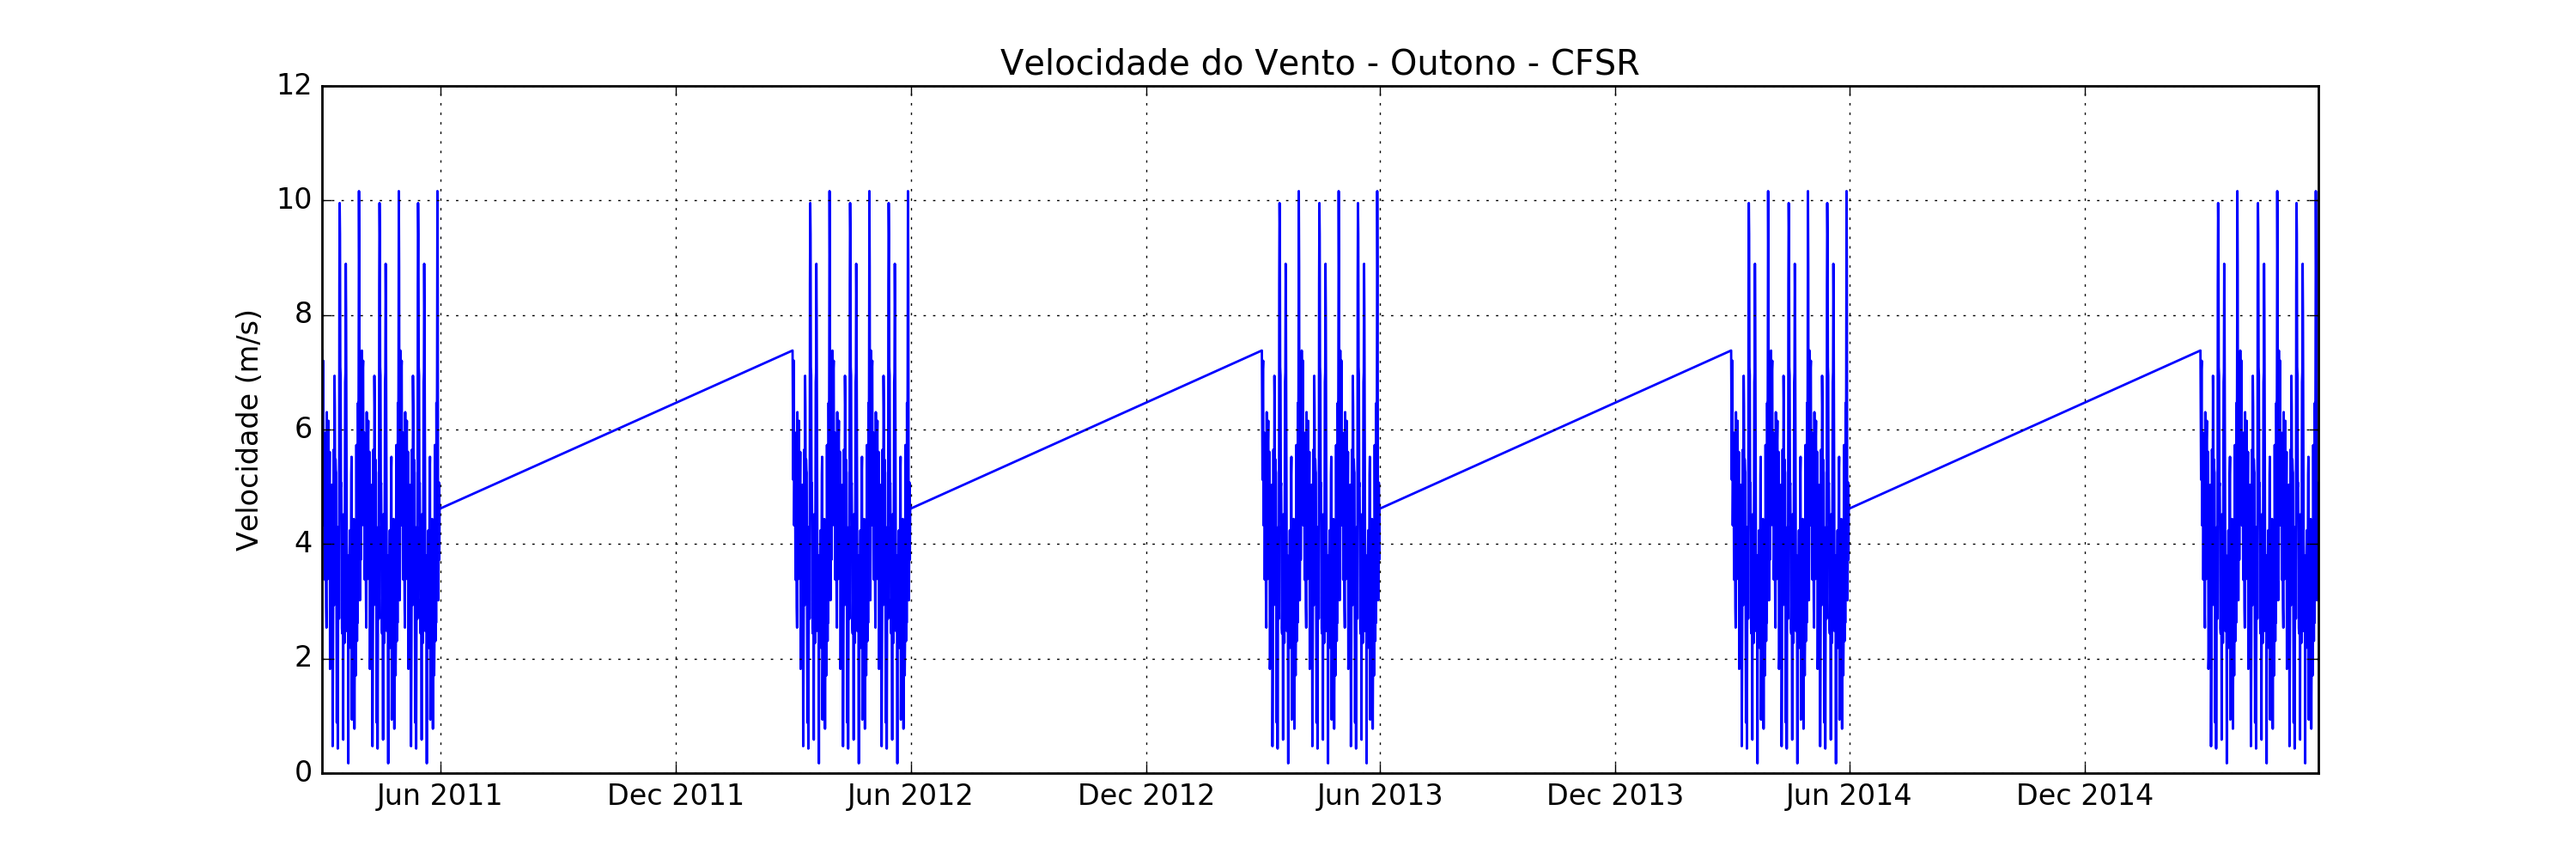 Velocidade do Vento - Outono - CFSR
12
10
8
6
4
2
0
Velocidade (m/s)
Jun 2011
Dec 2011
Jun 2012
Dec 2012
Jun 2013
Dec 2013
Jun 2014
Dec 2014